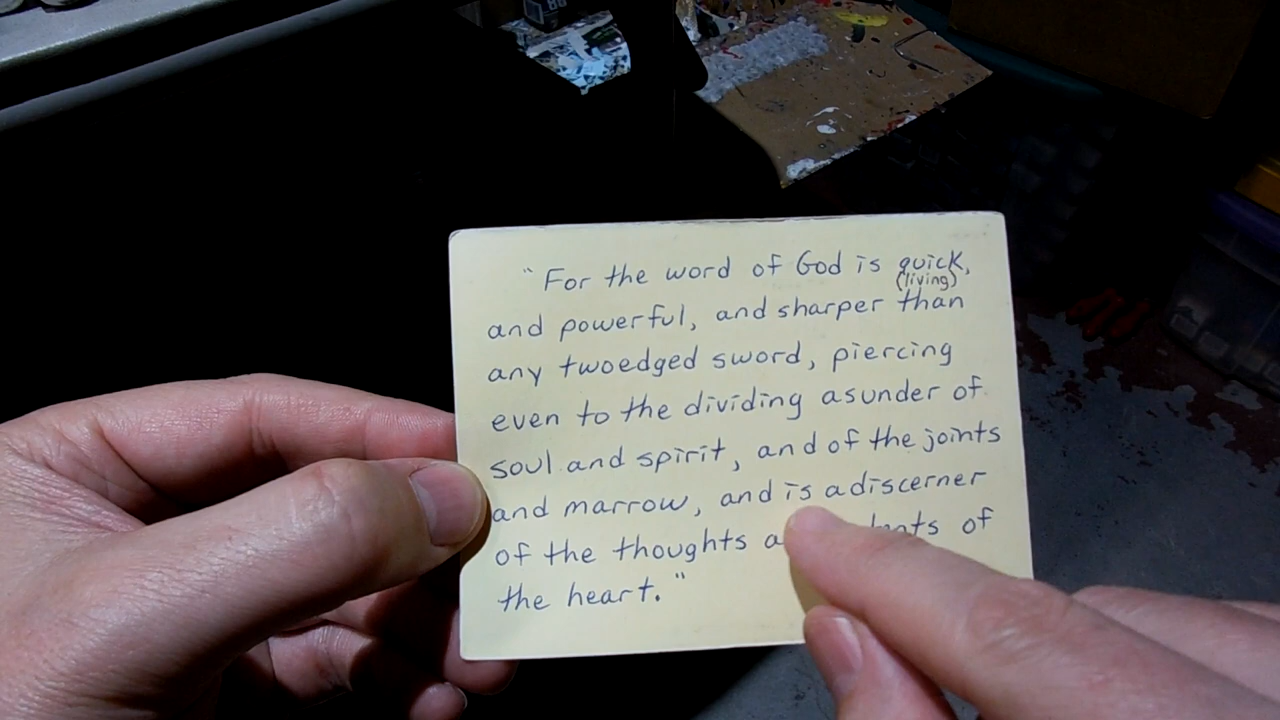 "For the word of God is quick,
(living)
and powerful, and sharper than
any twoedged sword, piercing
even to the dividing asunder of
soul and spirit, and of the joints
and marrow, and is a discerner
of the thoughts of
the heart."